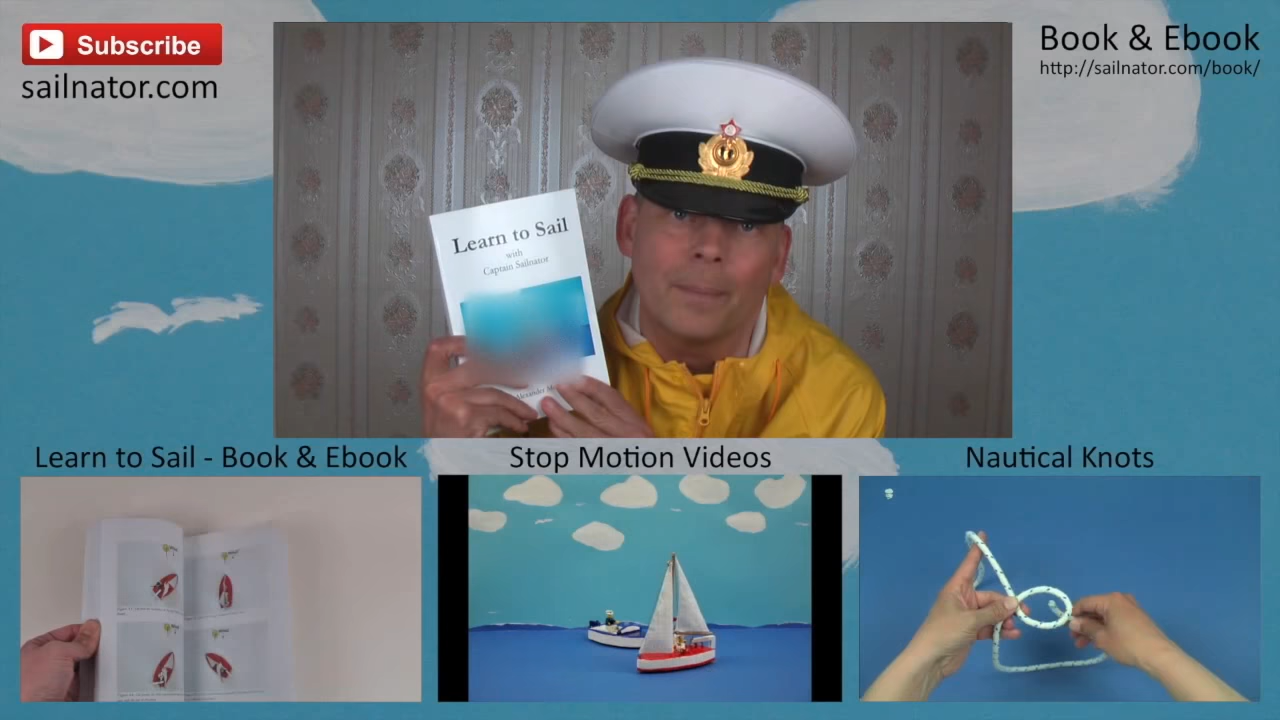 Subscribe
sailnator.com
Book & Ebook
http://sailnator.com/book/
Learn to Sail
with
Captain Sailnator
Alexander
Learn to Sail - Book & Ebook
Stop Motion Videos
Nautical Knots